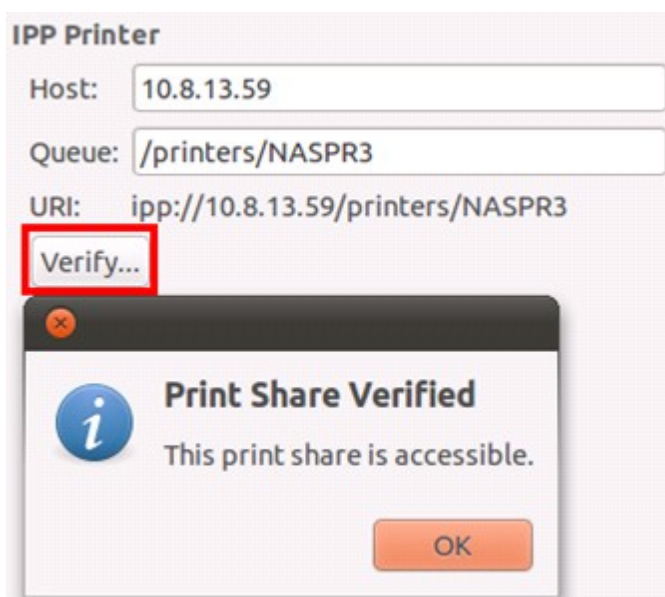 IPP Printer
Host: 10.8.13.59
Queue: /printers/NASPR3
URI: ipp://10.8.13.59/printers/NASPR3
Verify...
Print Share Verified
This print share is accessible.
OK